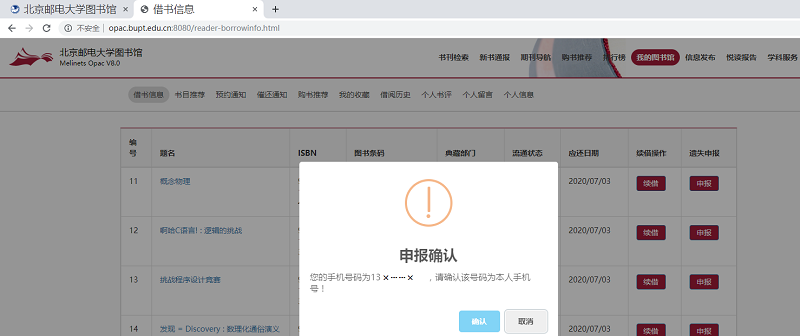 北京邮电大学图书馆
借书信息
不安全 opac.bupt.edu.cn:8080/reader-borrowinfo.html
北京邮电大学图书馆
Melinets Opac V8.0
书刊检索 新书通报 期刊导航 购书推荐 排行榜 我的图书馆 信息发布 悦读报告 学科服务
借书信息 书目推荐 预约通知 催还通知 购书推荐 我的收藏 借阅历史 个人书评 个人留言 个人信息
编号 题名 ISBN 图书条码 典藏部门 流通状态 应还日期 续借操作 遗失申报
11 概念物理 2020/07/03 续借 申报
12 啊哈C语言! : 逻辑的挑战 2020/07/03 续借 申报
13 挑战程序设计竞赛 2020/07/03 续借 申报
14 发现 = Discovery : 数理化通俗演义 2020/07/03 续借 申报
申报确认
您的手机号码为13×┅┅×,请确认该号码为本人手机
号！
确认 取消